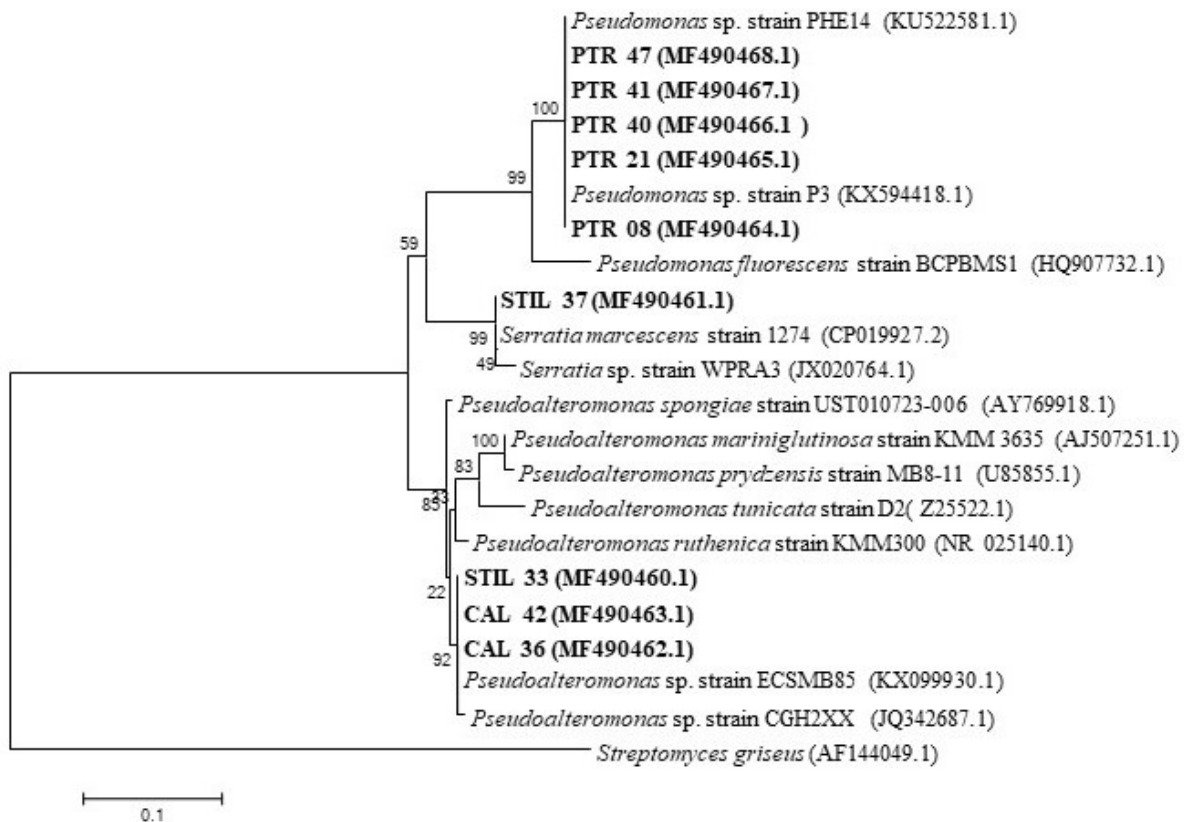 Pseudomonas sp. strain PHE14 (KU522581.1)
PTR 47 (MF490468.1)
PTR 41 (MF490467.1)
100
PTR 40 (MF490466.1 )
PTR 21 (MF490465.1)
99
Pseudomonas sp. strain P3 (KX594418.1)
PTR 08 (MF490464.1)
59
Pseudomonas fluorescens strain BCPBMS1 (HQ907732.1)
STIL 37 (MF490461.1)
99
Serratia marcescens strain 1274 (CP019927.2)
49
Serratia sp. strain WPRA3 (JX020764.1)
Pseudoalteromonas spongiae strain UST010723-006 (AY769918.1)
100
Pseudoalteromonas mariniglutinosa strain KMM 3635 (AJ507251.1)
83
Pseudoalteromonas prydzensis strain MB8-11 (U85855.1)
85
Pseudoalteromonas tunicata strain D2( Z25522.1)
Pseudoalteromonas ruthenica strain KMM300 (NR 025140.1)
STIL 33 (MF490460.1)
22
CAL 42 (MF490463.1)
CAL 36 (MF490462.1)
92
Pseudoalteromonas sp. strain ECSMB85 (KX099930.1)
Pseudoalteromonas sp. strain CGH2XX (JQ342687.1)
Streptomyces griseus (AF144049.1)
0.1